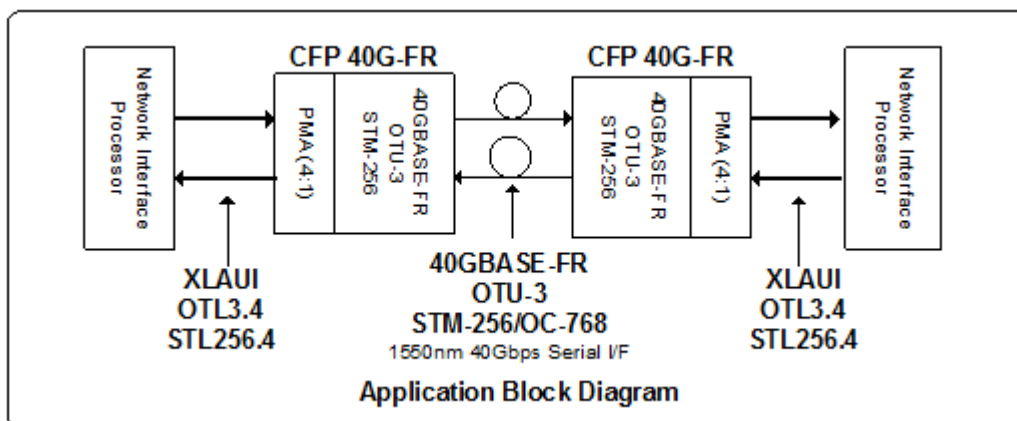 CFP 40G-FR
CFP 40G-FR
Network Interface
Processor
PMA (4:1)
40GBASE-FR
OTU-3
STM-256
40GBASE-FR
OTU-3
STM-256
PMA (4:1)
Network Interface
Processor
XLAUI
OTL3.4
STL256.4
40GBASE-FR
OTU-3
STM-256/OC-768
1550nm 40Gbps Serial I/F
XLAUI
OTL3.4
STL256.4
Application Block Diagram